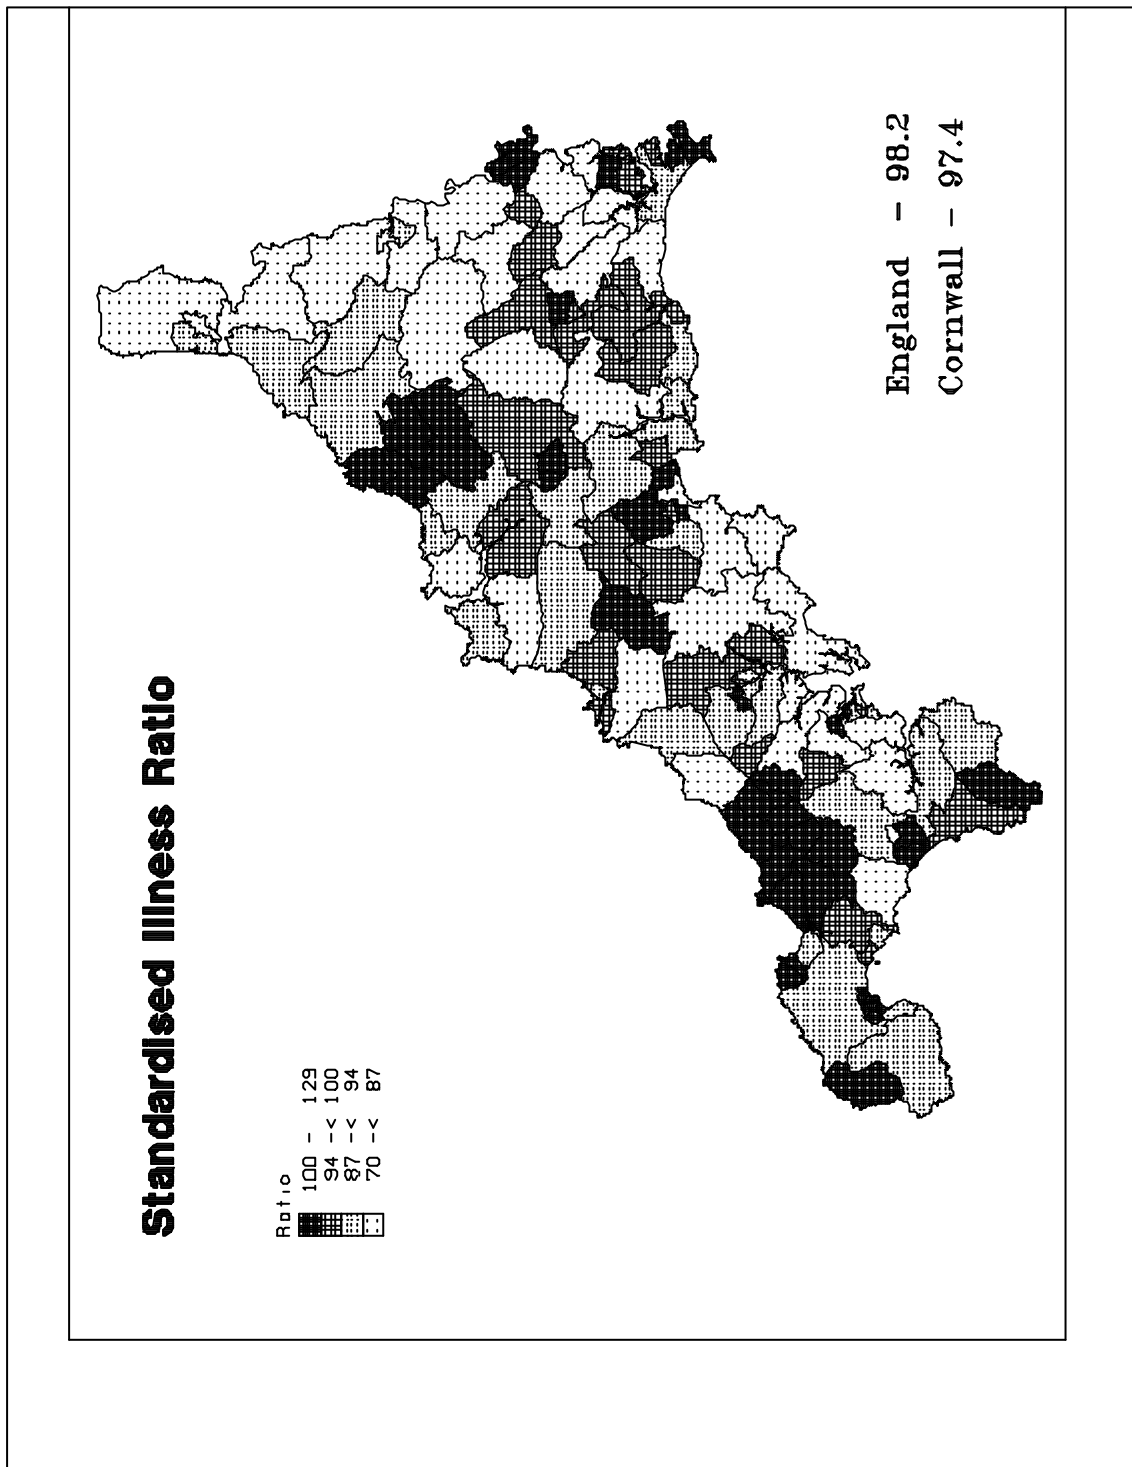 Standardised Illness Ratio
Ratio
100 - 129
94 -< 100
87 -< 94
70 -< 87
England - 98.2
Cornwall - 97.4